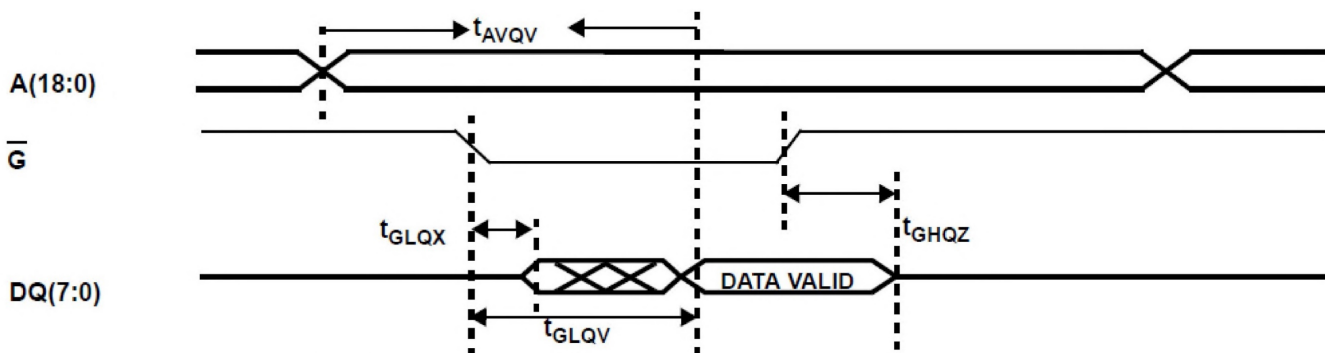 tAVQV
A(18:0)
G̅
tGLQX
tGHQZ
DQ(7:0)
DATA VALID
tGLQV